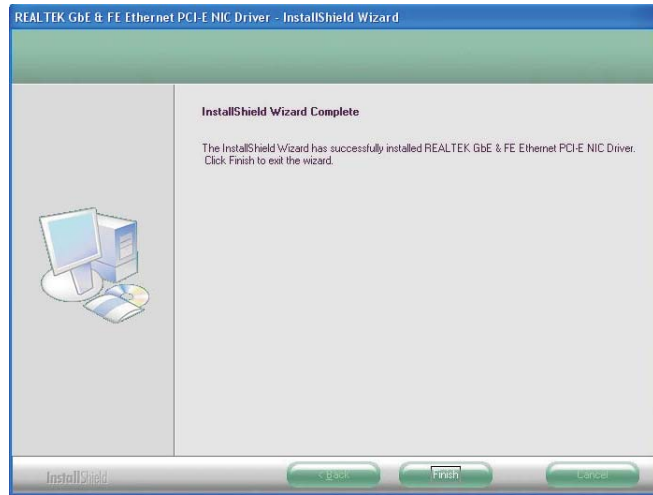 REALTEK GbE & FE Ethernet PCI-E NIC Driver - InstallShield Wizard
InstallShield Wizard Complete
The InstallShield Wizard has successfully installed REALTEK GbE & FE Ethernet PCI-E NIC Driver.
Click Finish to exit the wizard.
InstallShield
< Back
Finish
Cancel